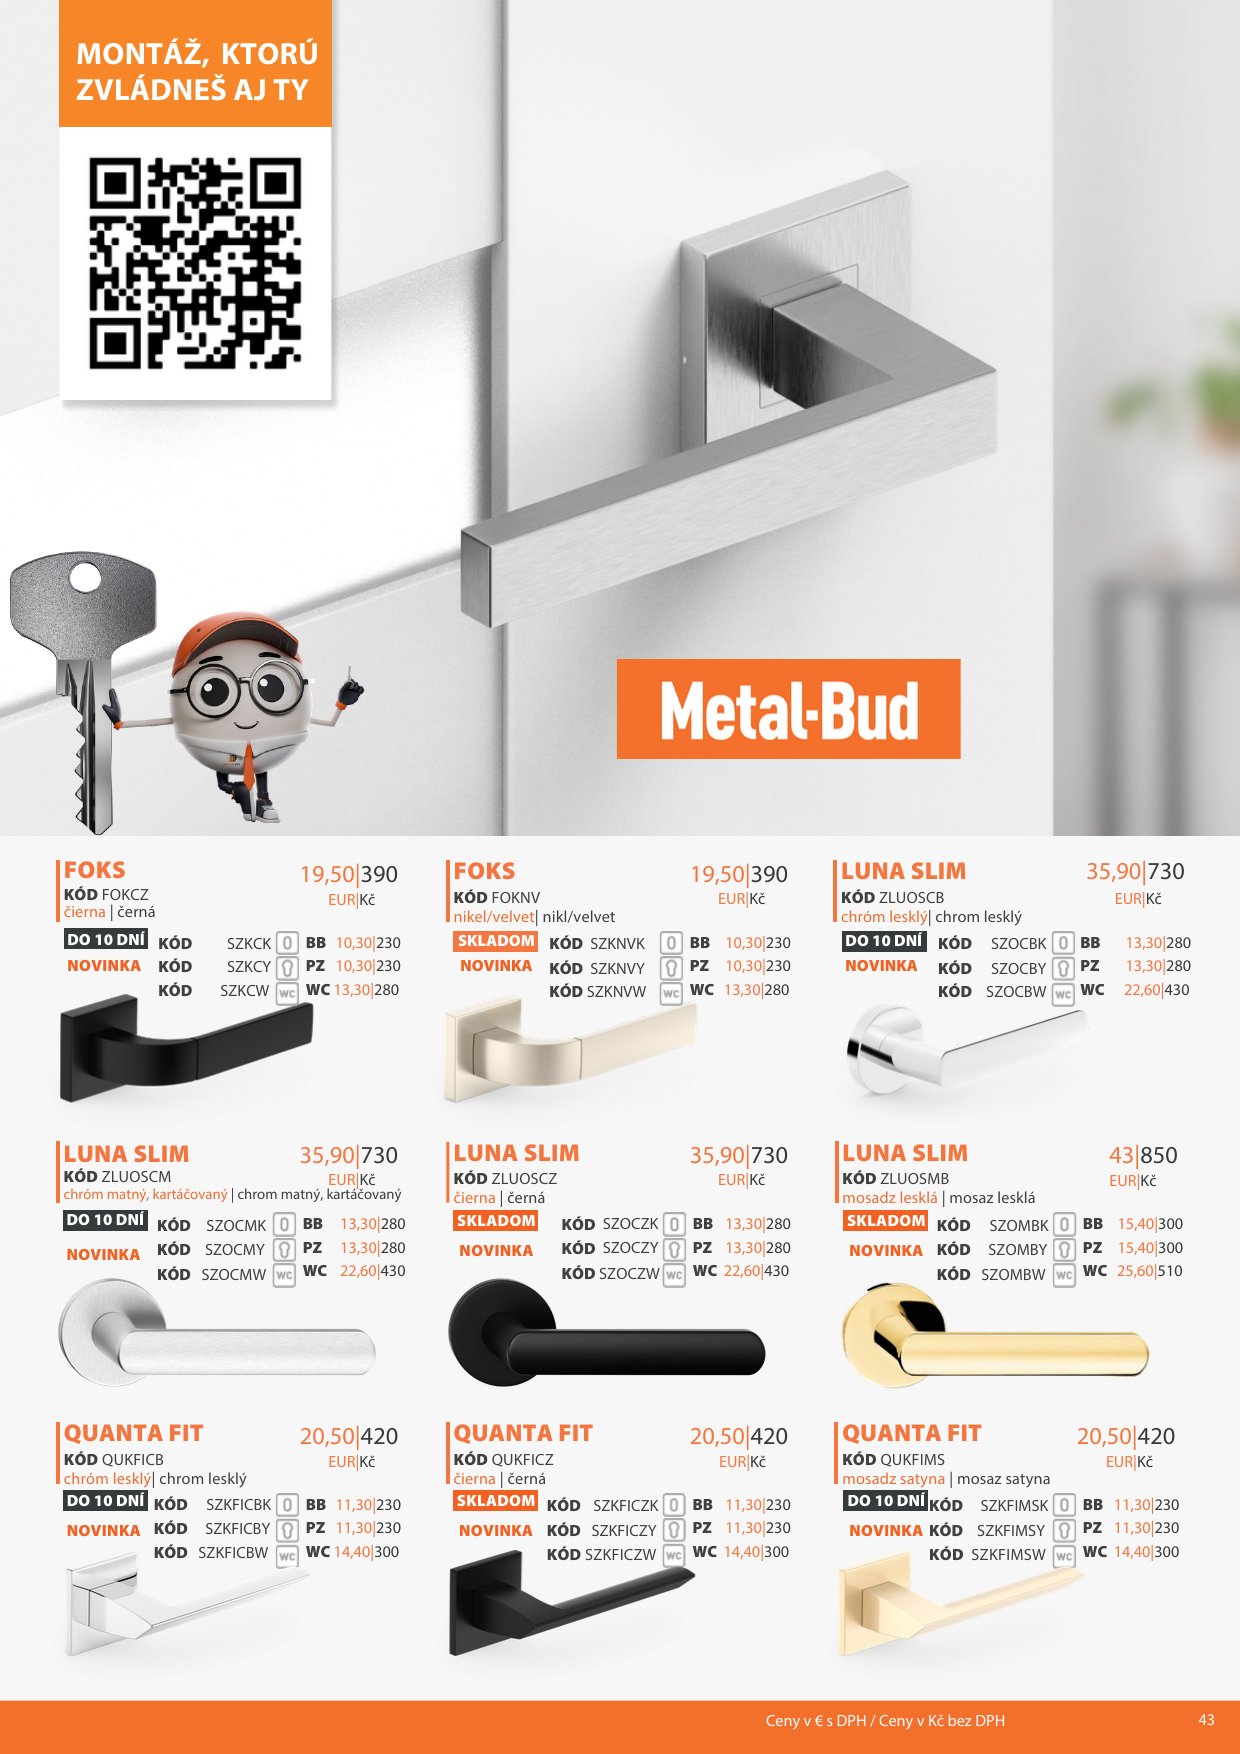 MONTÁŽ, KTORÚ
ZVLÁDNEŠ AJ TY
Metal-Bud
FOKS 19,50|390
KÓD FOKCZ EUR|Kč
čierna | černá
DO 10 DNÍ KÓD SZKCK BB 10,30|230
NOVINKA KÓD SZKCY PZ 10,30|230
KÓD SZKCW WC WC 13,30|280
FOKS 19,50|390
KÓD FOKNV EUR|Kč
nikel/velvet| nikl/velvet
SKLADOM KÓD SZKNVK BB 10,30|230
NOVINKA KÓD SZKNVY PZ 10,30|230
KÓD SZKNVW WC WC 13,30|280
LUNA SLIM 35,90|730
KÓD ZLUOSCB EUR|Kč
chróm lesklý| chrom lesklý
DO 10 DNÍ KÓD SZOCBK BB 13,30|280
NOVINKA KÓD SZOCBY PZ 13,30|280
KÓD SZOCBW WC WC 22,60|430
LUNA SLIM 35,90|730
KÓD ZLUOSCM EUR|Kč
chróm matný, kartáčovaný | chrom matný, kartáčovaný
DO 10 DNÍ KÓD SZOCMK BB 13,30|280
NOVINKA KÓD SZOCMY PZ 13,30|280
KÓD SZOCMW WC WC 22,60|430
LUNA SLIM 35,90|730
KÓD ZLUOSCZ EUR|Kč
čierna | černá
SKLADOM KÓD SZOCZK BB 13,30|280
NOVINKA KÓD SZOCZY PZ 13,30|280
KÓD SZOCZW WC WC 22,60|430
LUNA SLIM 43|850
KÓD ZLUOSMB EUR|Kč
mosadz lesklá | mosaz lesklá
SKLADOM KÓD SZOMBK BB 15,40|300
NOVINKA KÓD SZOMBY PZ 15,40|300
KÓD SZOMBW WC WC 25,60|510
QUANTA FIT 20,50|420
KÓD QUKFICB EUR|Kč
chróm lesklý| chrom lesklý
DO 10 DNÍ KÓD SZKFICBK BB 11,30|230
NOVINKA KÓD SZKFICBY PZ 11,30|230
KÓD SZKFICBW WC WC 14,40|300
QUANTA FIT 20,50|420
KÓD QUKFICZ EUR|Kč
čierna | černá
SKLADOM KÓD SZKFICZK BB 11,30|230
NOVINKA KÓD SZKFICZY PZ 11,30|230
KÓD SZKFICZW WC WC 14,40|300
QUANTA FIT 20,50|420
KÓD QUKFIMS EUR|Kč
mosadz satyna | mosaz satyna
DO 10 DNÍ KÓD SZKFIMSK BB 11,30|230
NOVINKA KÓD SZKFIMSY PZ 11,30|230
KÓD SZKFIMSW WC WC 14,40|300
Ceny v € s DPH / Ceny v Kč bez DPH 43